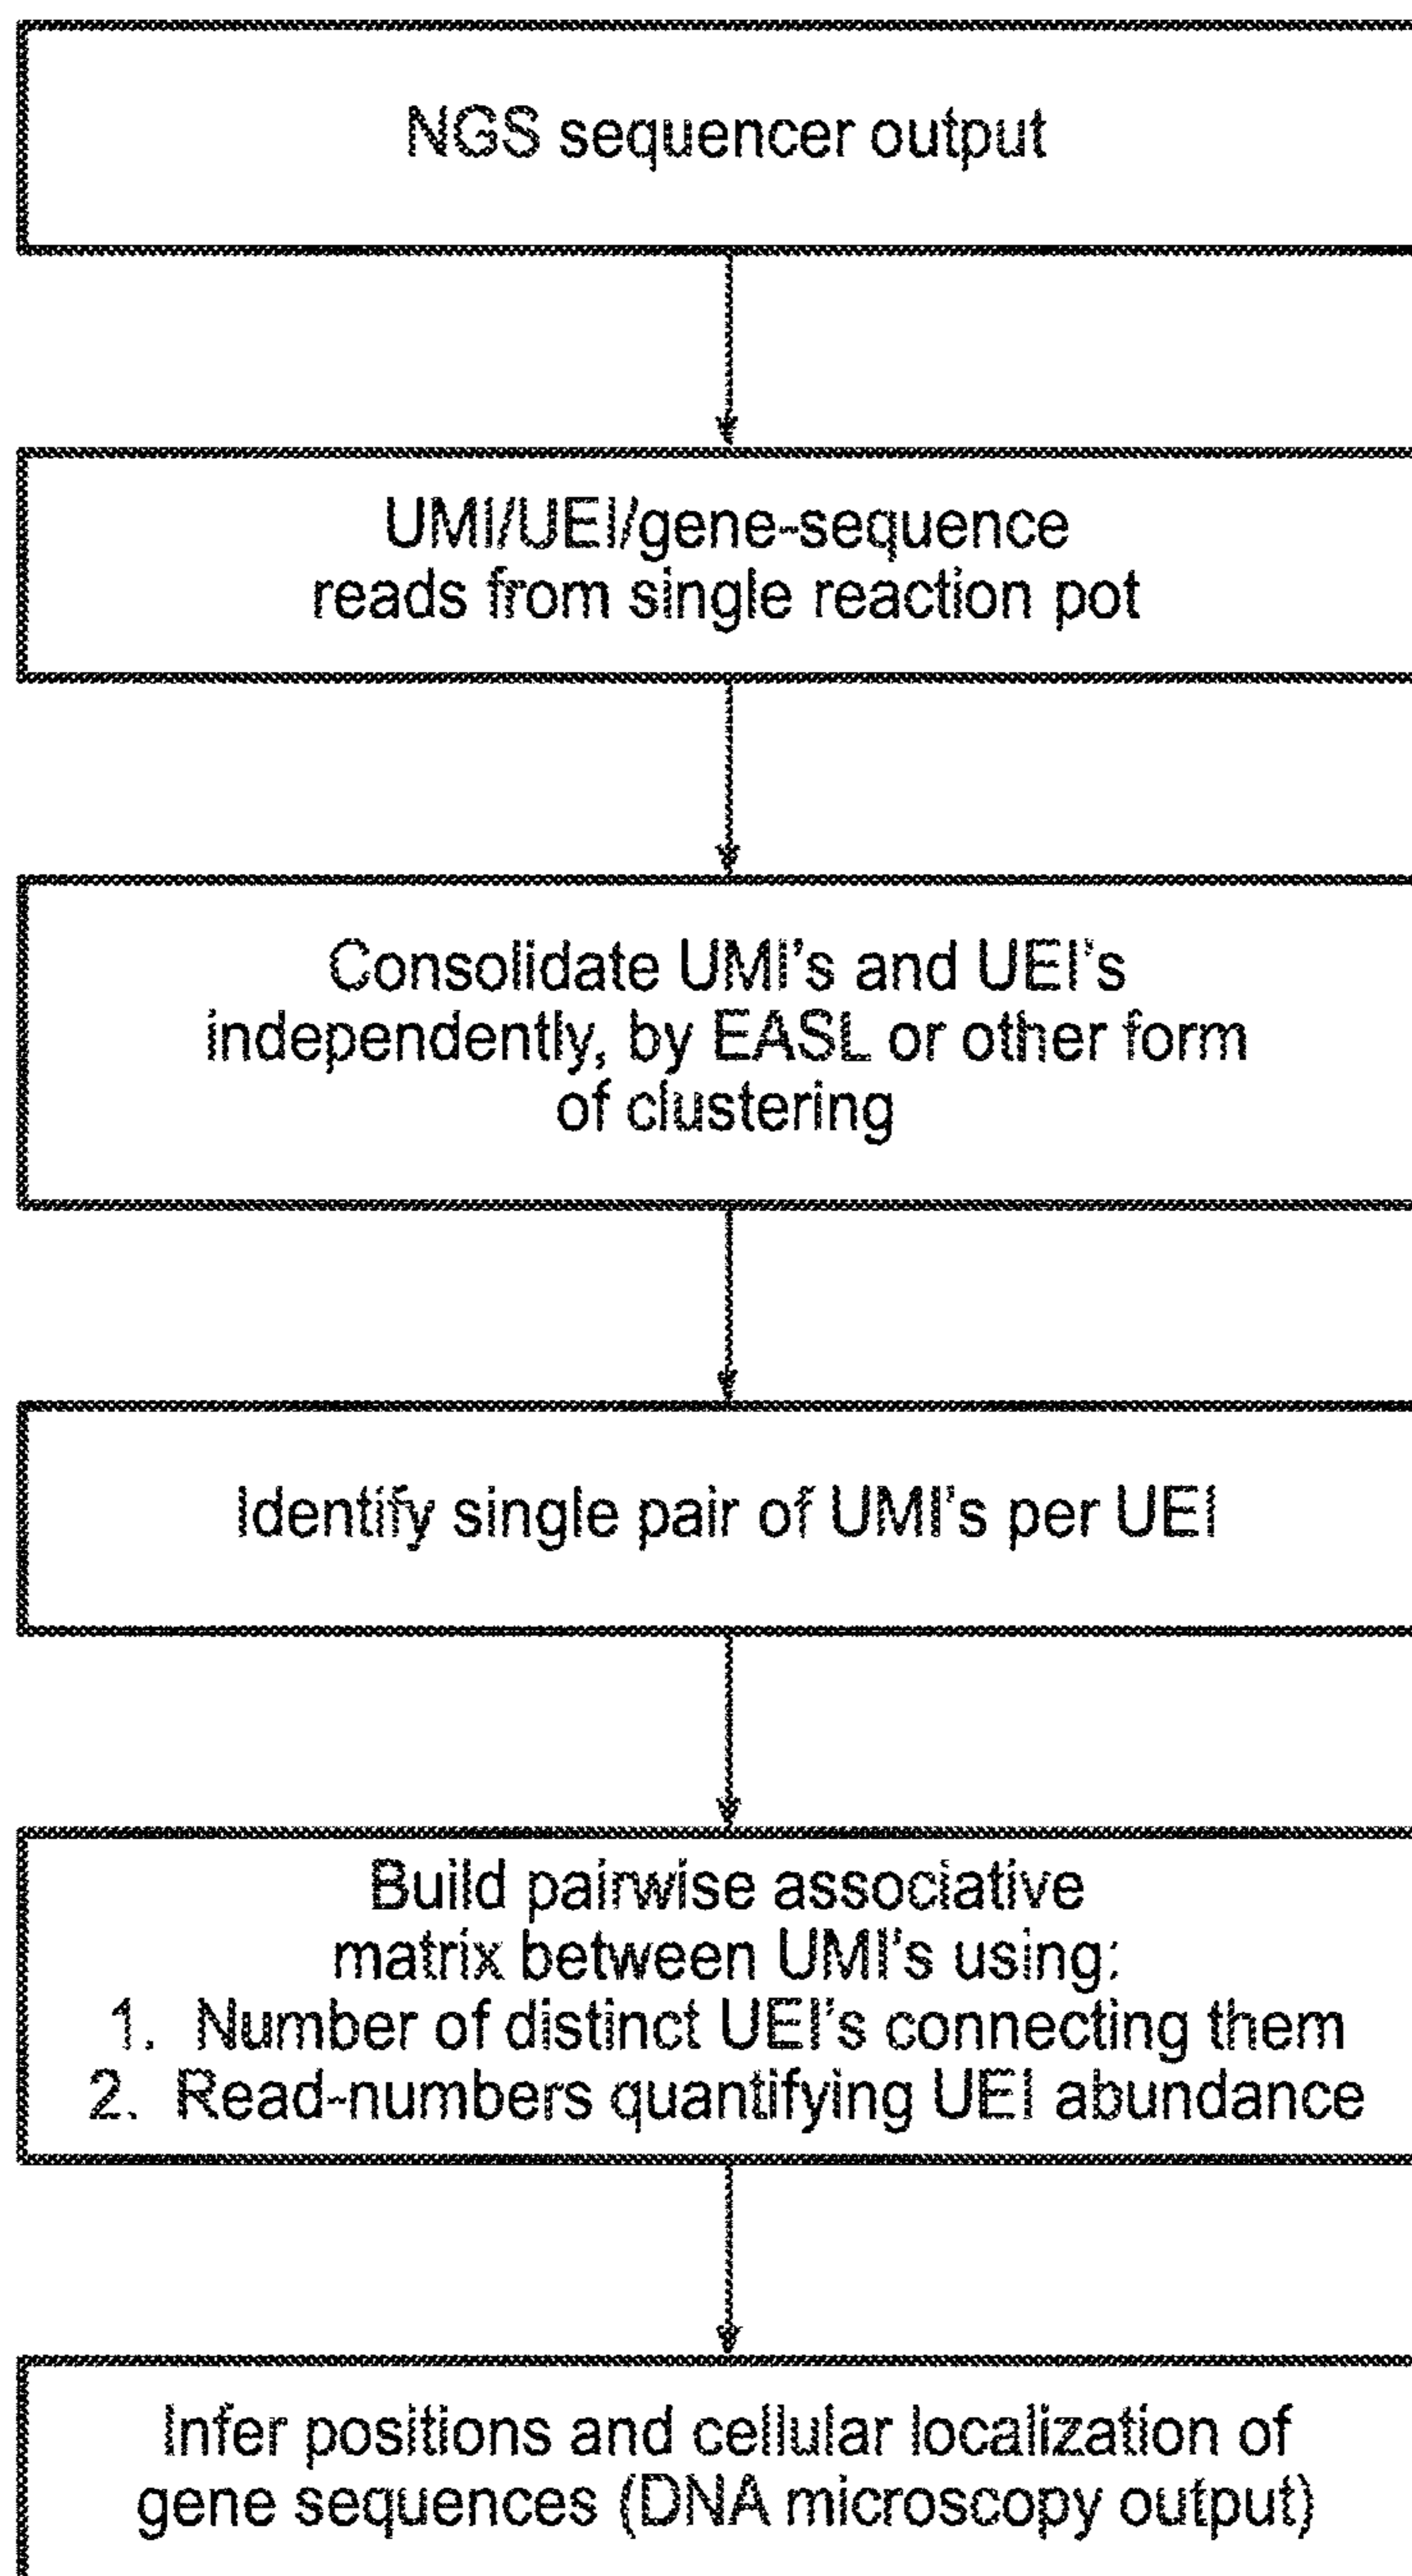 NGS sequencer output
UMI/UEI/gene-sequence
reads from single reaction pot
Consolidate UMI's and UEI's
independently, by EASL or other form
of clustering
Identify single pair of UMI's per UEI
Build pairwise associative
matrix between UMI's using:
1. Number of distinct UEI's connecting them
2. Read-numbers quantifying UEI abundance
Infer positions and cellular localization of
gene sequences (DNA microscopy output)